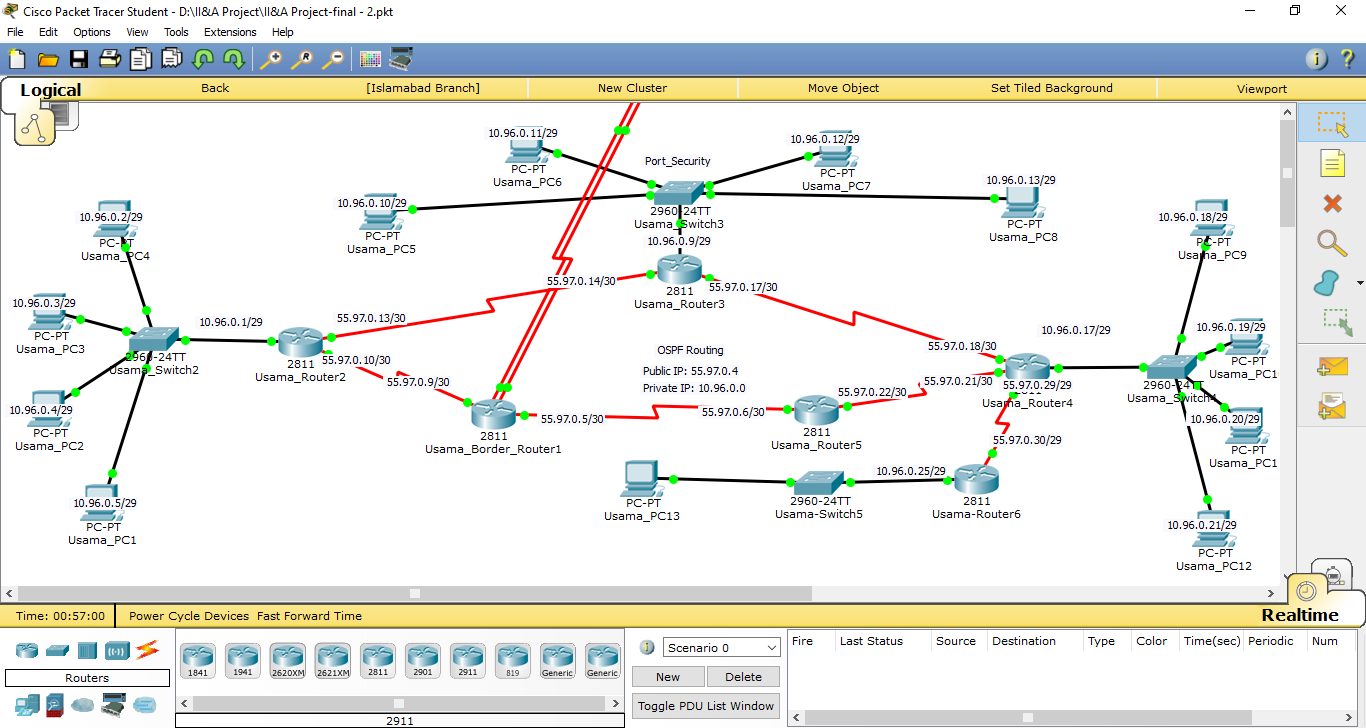 Cisco Packet Tracer Student - D:\II&A Project\II&A Project-final - 2.pkt
File Edit Options View Tools Extensions Help
Logical Back [Islamabad Branch] New Cluster Move Object Set Tiled Background Viewport
10.96.0.11/29
PC-PT
Usama_PC6
Port_Security
10.96.0.12/29
PC-PT
Usama_PC7
10.96.0.10/29
PC-PT
Usama_PC5
2960-24TT
Usama_Switch3
10.96.0.9/29
10.96.0.13/29
PC-PT
Usama_PC8
10.96.0.2/29
PC-PT
Usama_PC4
10.96.0.18/29
PC-PT
Usama_PC9
55.97.0.14/30
2811
Usama_Router3
55.97.0.17/30
10.96.0.3/29
PC-PT
Usama_PC3
2960-24TT
Usama_Switch2
10.96.0.1/29
55.97.0.13/30
2811
Usama_Router2
55.97.0.10/30
55.97.0.9/30
OSPF Routing
Public IP: 55.97.0.4
Private IP: 10.96.0.0
55.97.0.18/30
10.96.0.17/29
55.97.0.21/30
55.97.0.29/29
Usama_Router4
10.96.0.19/29
PC-PT
Usama_PC1
2960-24TT
Usama_Switch4
10.96.0.4/29
PC-PT
Usama_PC2
2811
Usama_Border_Router1
55.97.0.5/30
55.97.0.6/30
55.97.0.22/30
2811
Usama_Router5
55.97.0.30/29
10.96.0.20/29
PC-PT
Usama_PC1
10.96.0.5/29
PC-PT
Usama_PC1
PC-PT
Usama_PC13
2960-24TT
Usama-Switch5
10.96.0.25/29
2811
Usama-Router6
10.96.0.21/29
PC-PT
Usama_PC12
Time: 00:57:00 Power Cycle Devices Fast Forward Time Realtime
Routers
1841 1941 2620XM 2621XM 2811 2901 2911 819 Generic Generic
2911
Scenario 0
New Delete
Toggle PDU List Window
Fire Last Status Source Destination Type Color Time(sec) Periodic Num